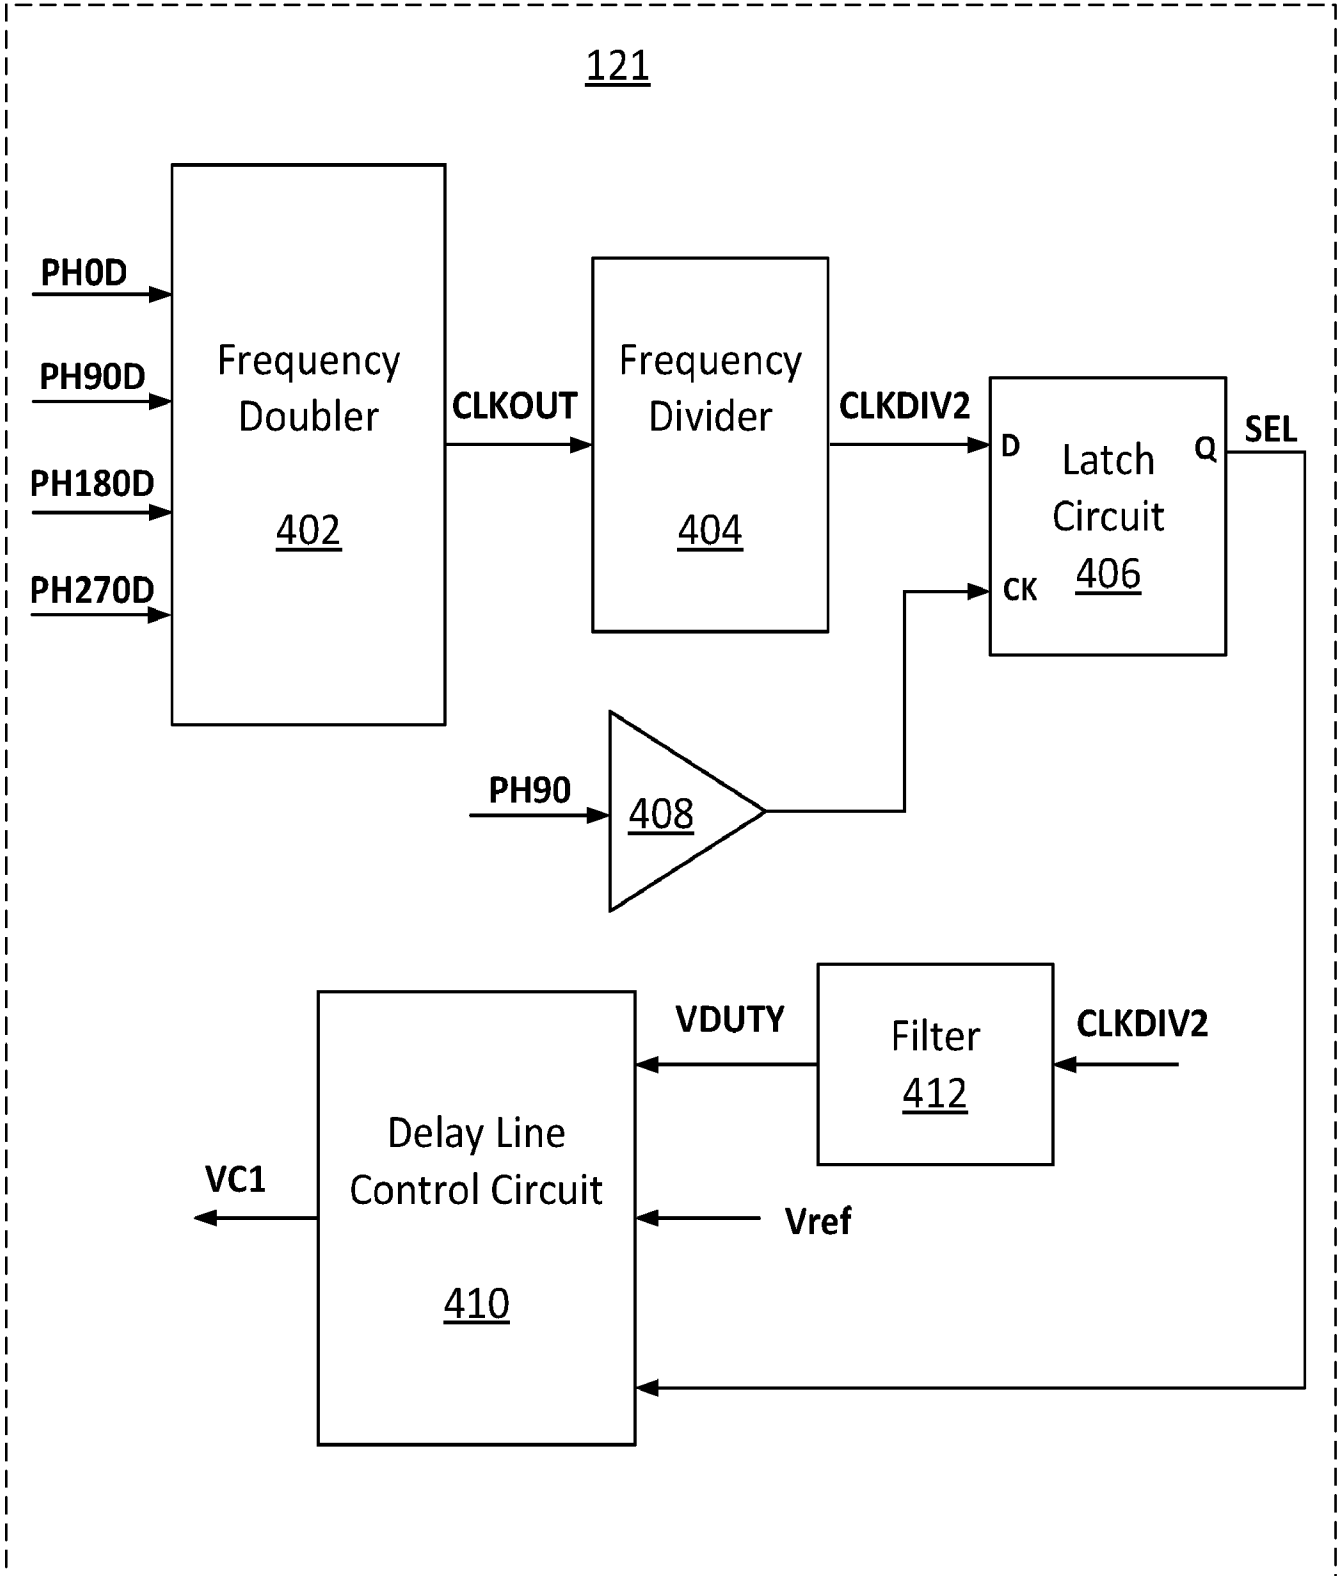 121
PH0D
PH90D
PH180D
PH270D
Frequency
Doubler
402
CLKOUT
Frequency
Divider
404
CLKDIV2
D
CK
Latch
Circuit
406
Q
SEL
PH90
408
VC1
Delay Line
Control Circuit
410
VDUTY
Vref
Filter
412
CLKDIV2